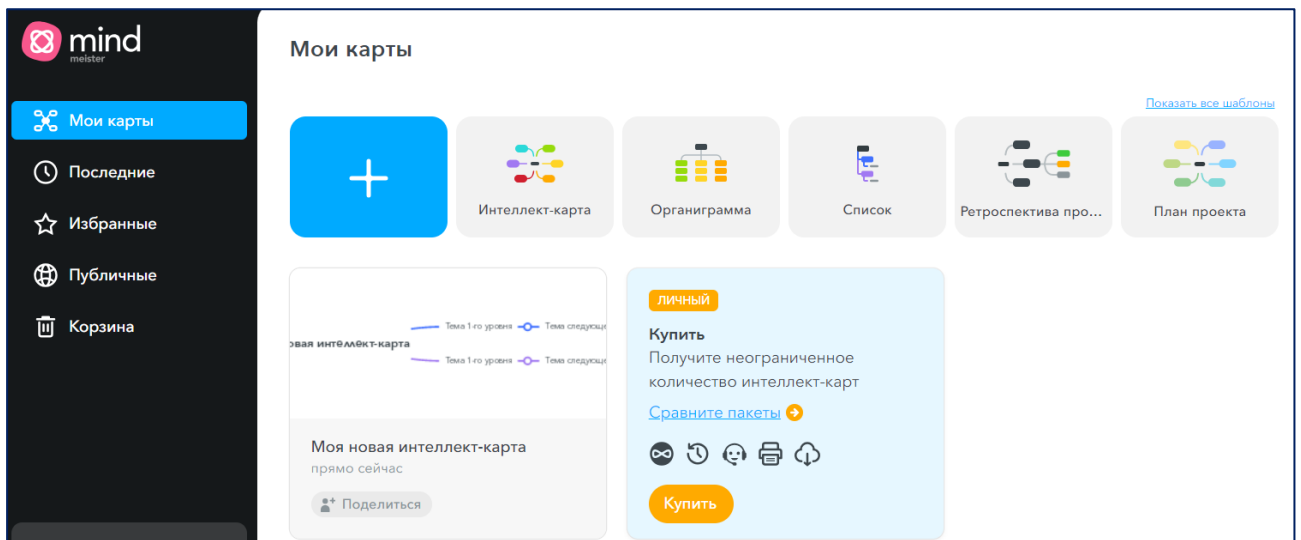 mind
meister
Мои карты
Последние
Избранные
Публичные
Корзина
Мои карты
Показать все шаблоны
Интеллект-карта
Органиграмма
Список
Ретроспектива про...
План проекта
овая интеллект-карта
Тема 1-го уровня
Тема следующе
Тема 1-го уровня
Тема следующе
Моя новая интеллект-карта
прямо сейчас
Поделиться
ЛИЧНЫЙ
Купить
Получите неограниченное
количество интеллект-карт
Сравните пакеты
Купить